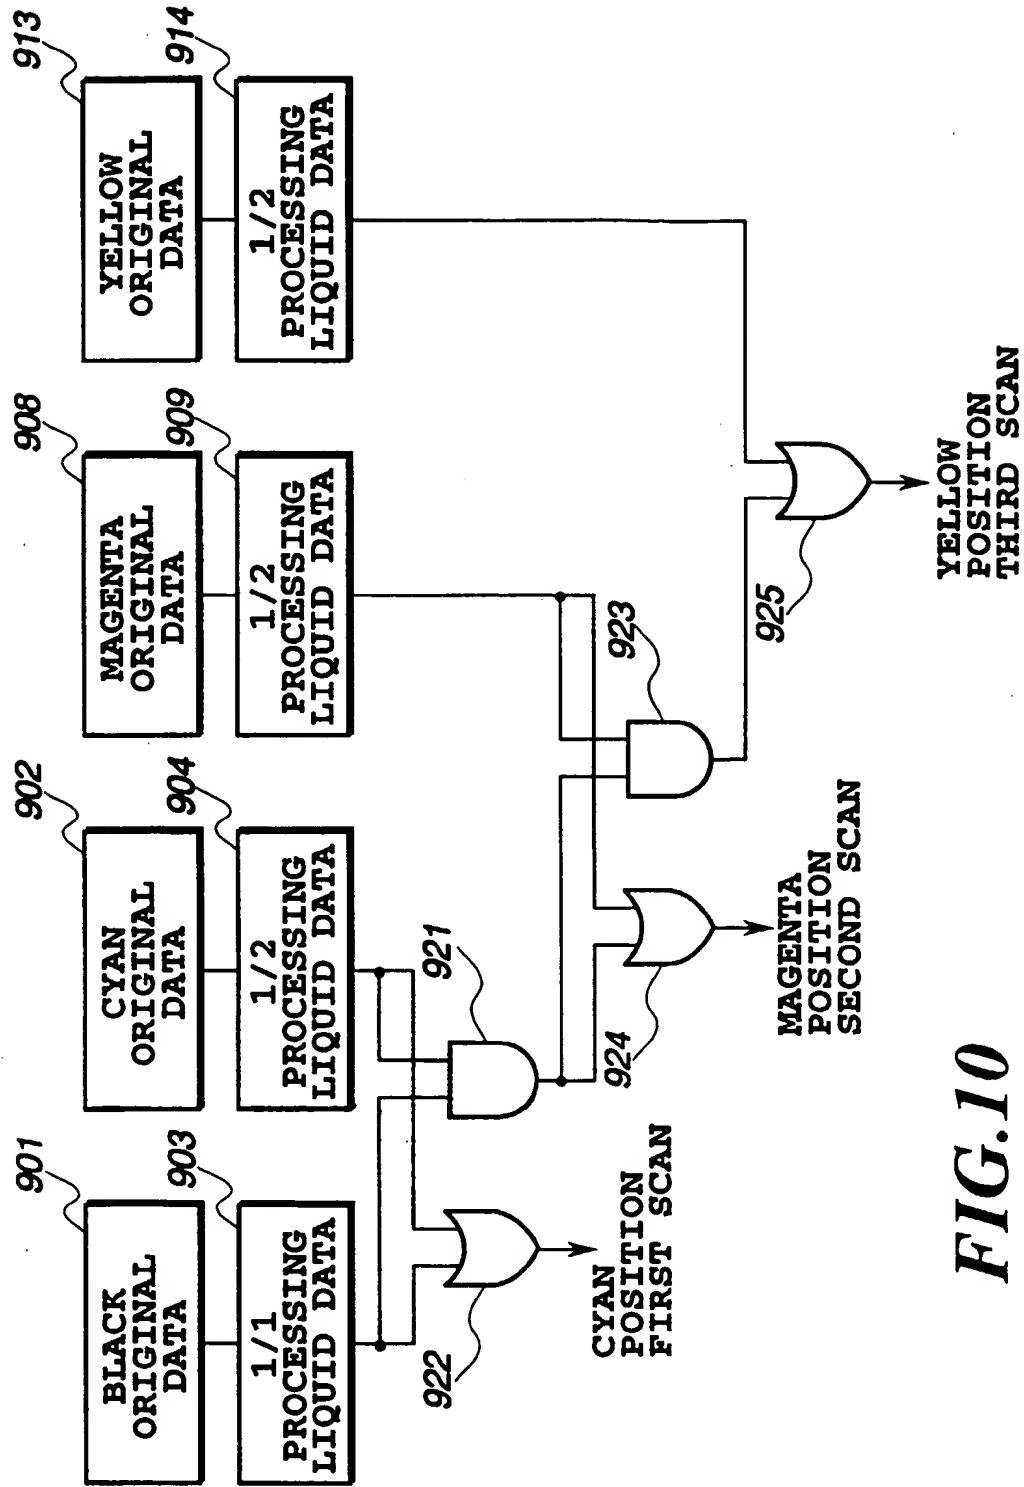 901
BLACK
ORIGINAL
DATA
902
CYAN
ORIGINAL
DATA
908
MAGENTA
ORIGINAL
DATA
913
YELLOW
ORIGINAL
DATA
903
1/1
PROCESSING
LIQUID DATA
904
1/2
PROCESSING
LIQUID DATA
909
1/2
PROCESSING
LIQUID DATA
914
1/2
PROCESSING
LIQUID DATA
922
921
CYAN
POSITION
FIRST SCAN
924
923
MAGENTA
POSITION
SECOND SCAN
925
YELLOW
POSITION
THIRD SCAN
FIG.10